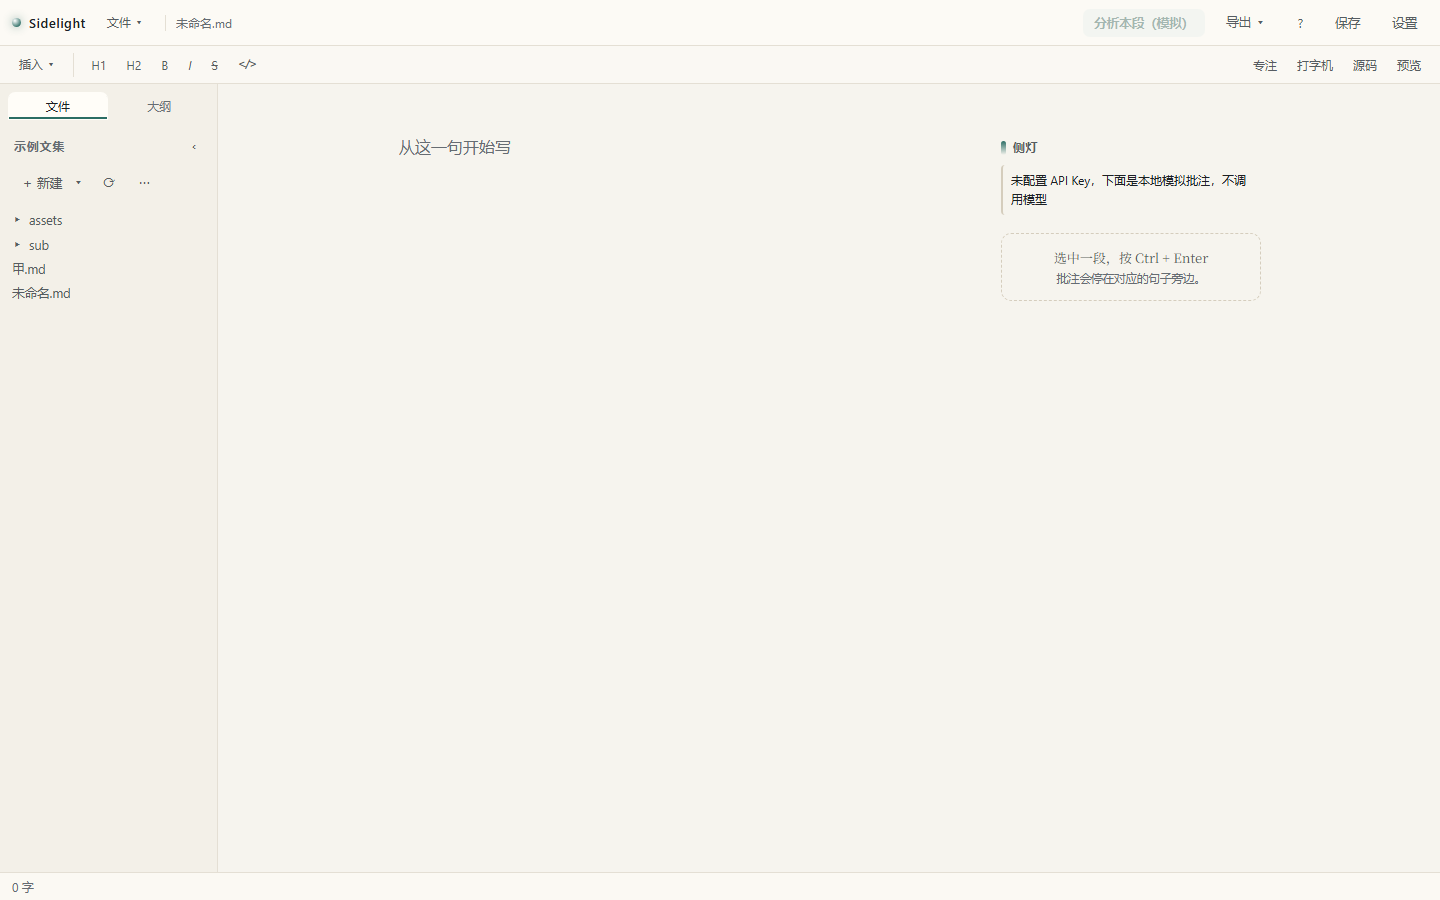 Sidelight 文件 未命名.md 分析本段（模拟） 导出 ? 保存 设置
插入 H1 H2 B I S </> 专注 打字机 源码 预览
文件 大纲
示例文集
+ 新建 ···
assets
sub
甲.md
未命名.md
从这一句开始写
侧灯
未配置 API Key，下面是本地模拟批注，不调
用模型
选中一段，按 Ctrl + Enter
批注会停在对应的句子旁边。
0 字